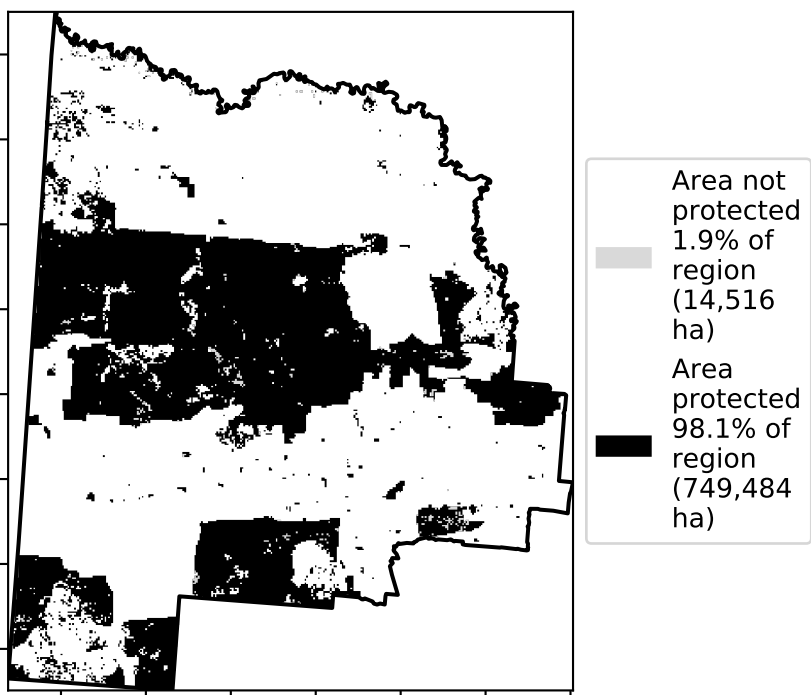 Area not
protected
1.9% of
region
(14,516
ha)
Area
protected
98.1% of
region
(749,484
ha)